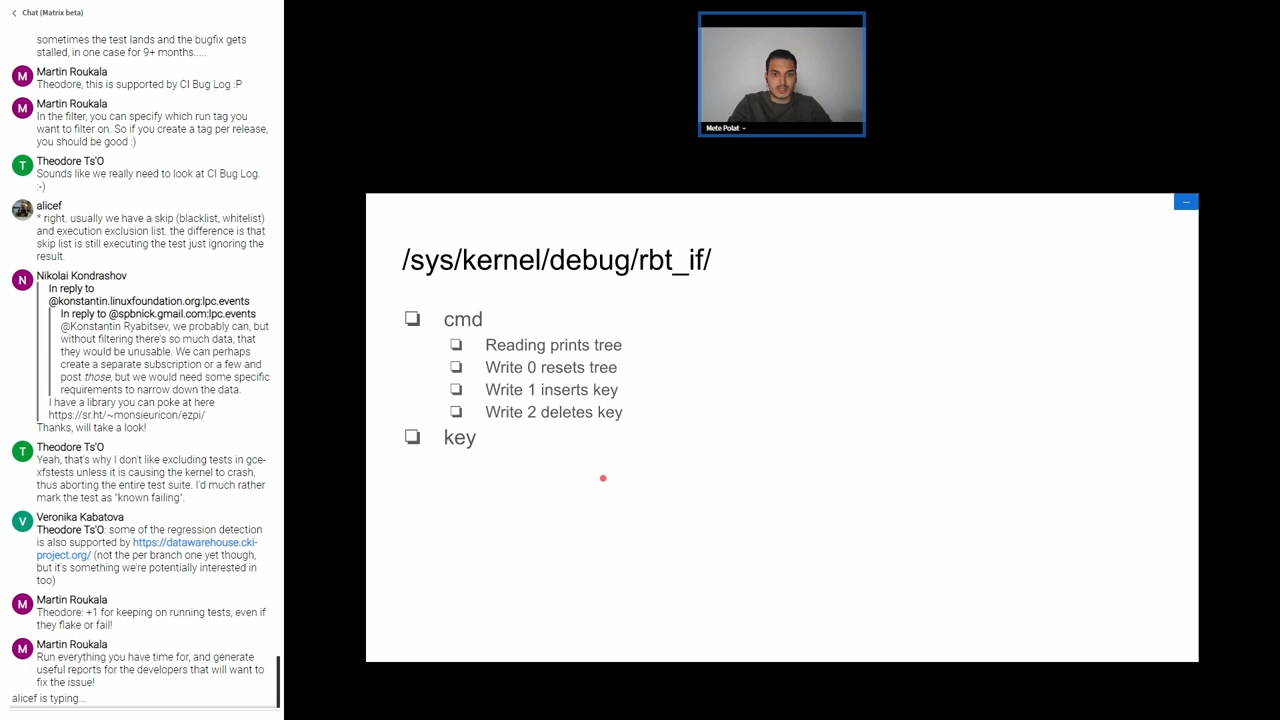 Chat (Matrix beta)
sometimes the test lands and the bugfix gets
stalled, in one case for 9+ months.....
M
Martin Roukala
Theodore, this is supported by CI Bug Log :P
M
Martin Roukala
In the filter, you can specify which run tag you
want to filter on. So if you create a tag per release,
you should be good :)
T
Theodore Ts'O
Sounds like we really need to look at CI Bug Log.
:-)
alicef
* right. usually we have a skip (blacklist, whitelist)
and execution exclusion list. the difference is that
skip list is still executing the test just ignoring the
result.
N
Nikolai Kondrashov
In reply to
@konstantin.linuxfoundation.org:lpc.events
In reply to @spbnick.gmail.com:lpc.events
@Konstantin Ryabitsev, we probably can, but
without filtering there's so much data, that
they would be unusable. We can perhaps
create a separate subscription or a few and
post those, but we would need some specific
requirements to narrow down the data.
I have a library you can poke at here
https://sr.ht/~monsieuricon/ezpi/
Thanks, will take a look!
T
Theodore Ts'O
Yeah, that's why I don't like excluding tests in gce-
xfstests unless it is causing the kernel to crash,
thus aborting the entire test suite. I'd much rather
mark the test as "known failing".
V
Veronika Kabatova
Theodore Ts'O: some of the regression detection
is also supported by https://datawarehouse.cki-
project.org/ (not the per branch one yet though,
but it's something we're potentially interested in
too)
M
Martin Roukala
Theodore: +1 for keeping on running tests, even if
they flake or fail!
M
Martin Roukala
Run everything you have time for, and generate
useful reports for the developers that will want to
fix the issue!
alicef is typing...
Mete Polat
/sys/kernel/debug/rbt_if/
cmd
Reading prints tree
Write 0 resets tree
Write 1 inserts key
Write 2 deletes key
key